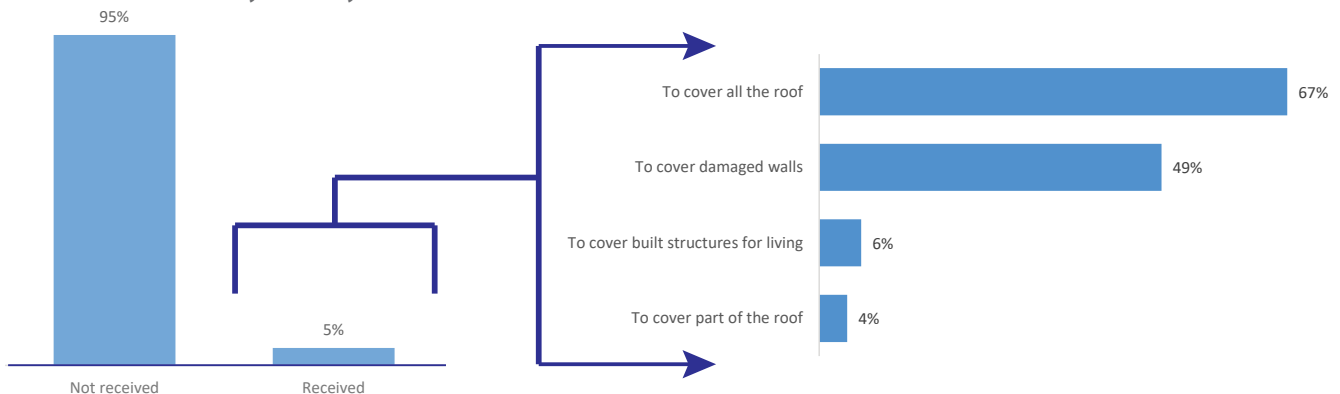 95%
5%
Not received
Received
To cover all the roof
67%
To cover damaged walls
49%
To cover built structures for living
6%
To cover part of the roof
4%